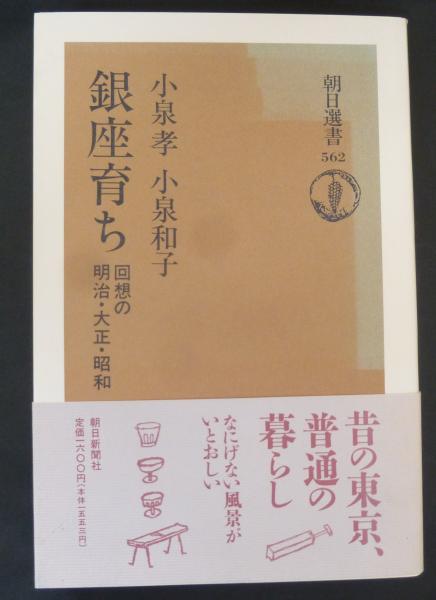 朝日選書
562
小泉孝 小泉和子
銀座育ち
回想の
明治・大正・昭和
昔の東京、
普通の
暮らし
なにげない風景が
いとおしい
朝日新聞社
定価一六〇〇円(本体一五五三円)